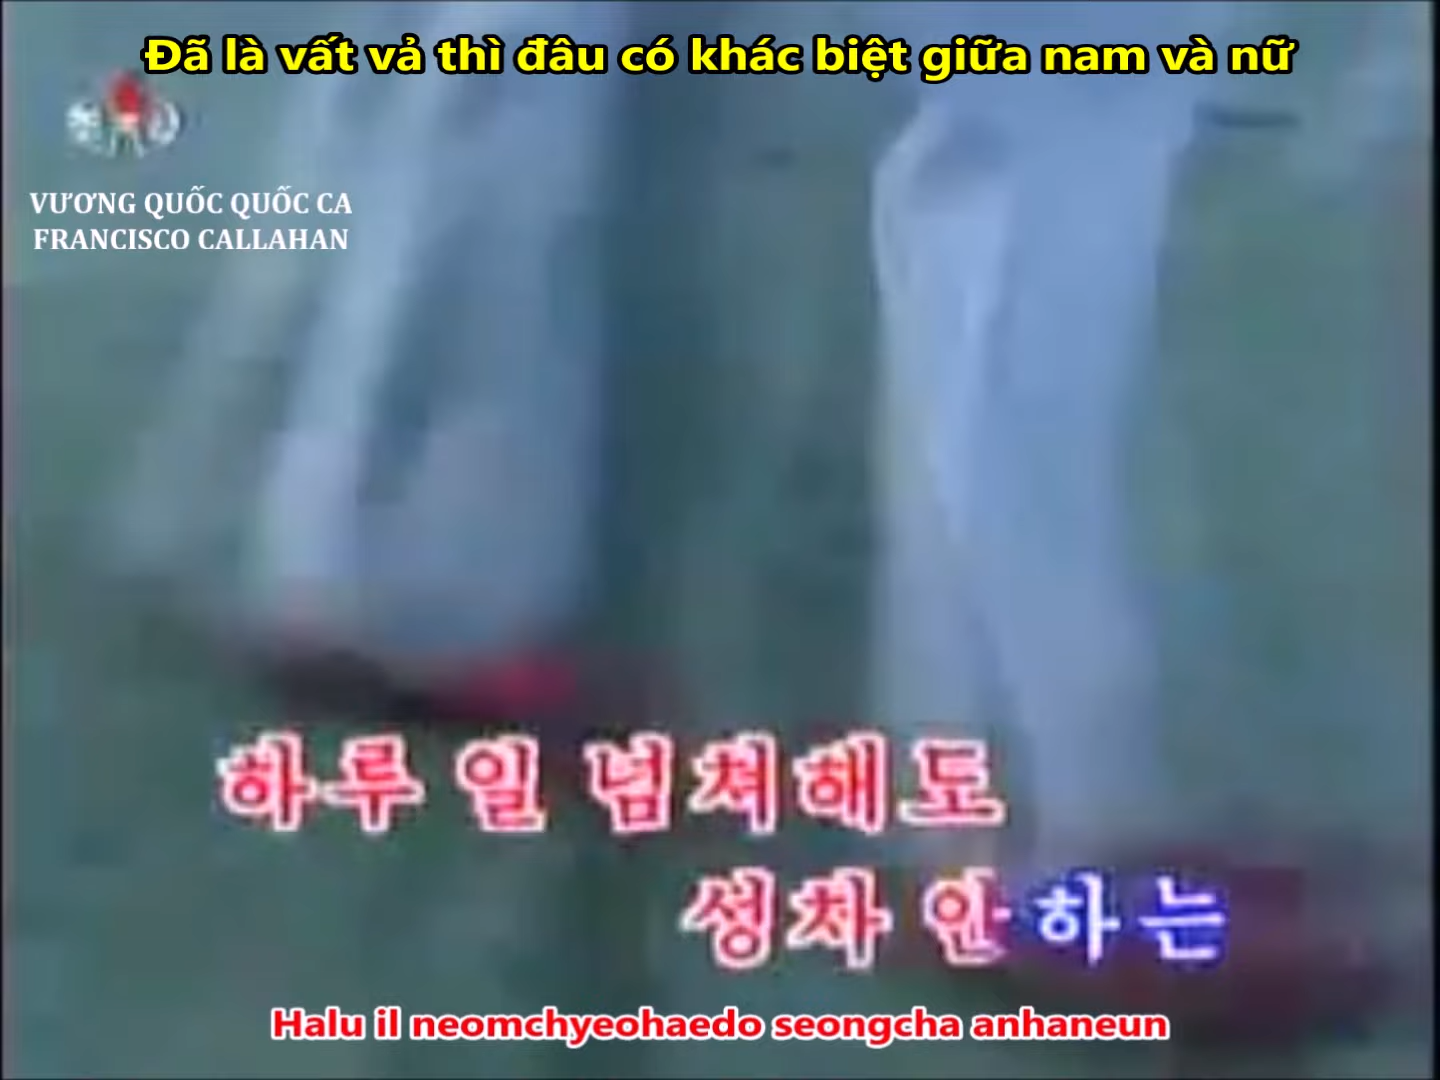 Đã là vất vả thì đâu có khác biệt giữa nam và nữ
VƯƠNG QUỐC QUỐC CA
FRANCISCO CALLAHAN
하루 일 넘쳐해도
성차 안하는
Halu il neomchyeohaedo seongcha anhaneun